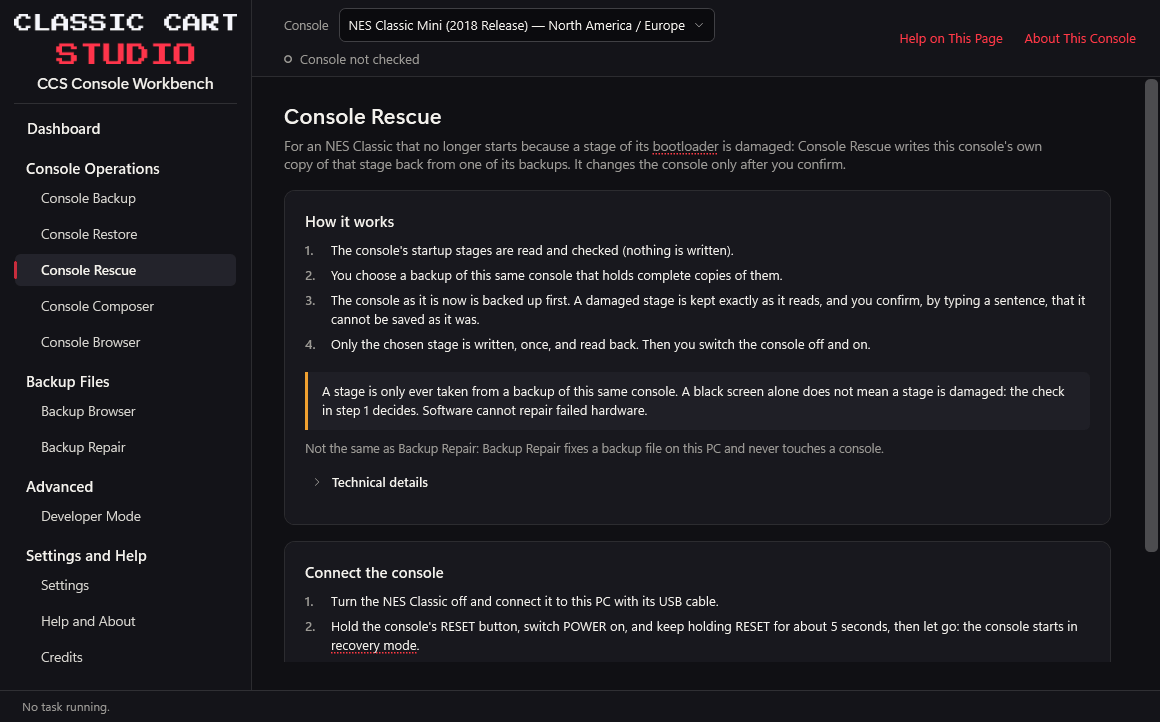 CLASSIC CART
STUDIO
CCS Console Workbench
Dashboard
Console Operations
Console Backup
Console Restore
Console Rescue
Console Composer
Console Browser
Backup Files
Backup Browser
Backup Repair
Advanced
Developer Mode
Settings and Help
Settings
Help and About
Credits
Console
NES Classic Mini (2018 Release) — North America / Europe
Console not checked
Help on This Page
About This Console
Console Rescue
For an NES Classic that no longer starts because a stage of its bootloader is damaged: Console Rescue writes this console's own
copy of that stage back from one of its backups. It changes the console only after you confirm.
How it works
1. The console's startup stages are read and checked (nothing is written).
2. You choose a backup of this same console that holds complete copies of them.
3. The console as it is now is backed up first. A damaged stage is kept exactly as it reads, and you confirm, by typing a sentence, that it
cannot be saved as it was.
4. Only the chosen stage is written, once, and read back. Then you switch the console off and on.
A stage is only ever taken from a backup of this same console. A black screen alone does not mean a stage is damaged: the check
in step 1 decides. Software cannot repair failed hardware.
Not the same as Backup Repair: Backup Repair fixes a backup file on this PC and never touches a console.
Technical details
Connect the console
1. Turn the NES Classic off and connect it to this PC with its USB cable.
2. Hold the console's RESET button, switch POWER on, and keep holding RESET for about 5 seconds, then let go: the console starts in
recovery mode.
No task running.